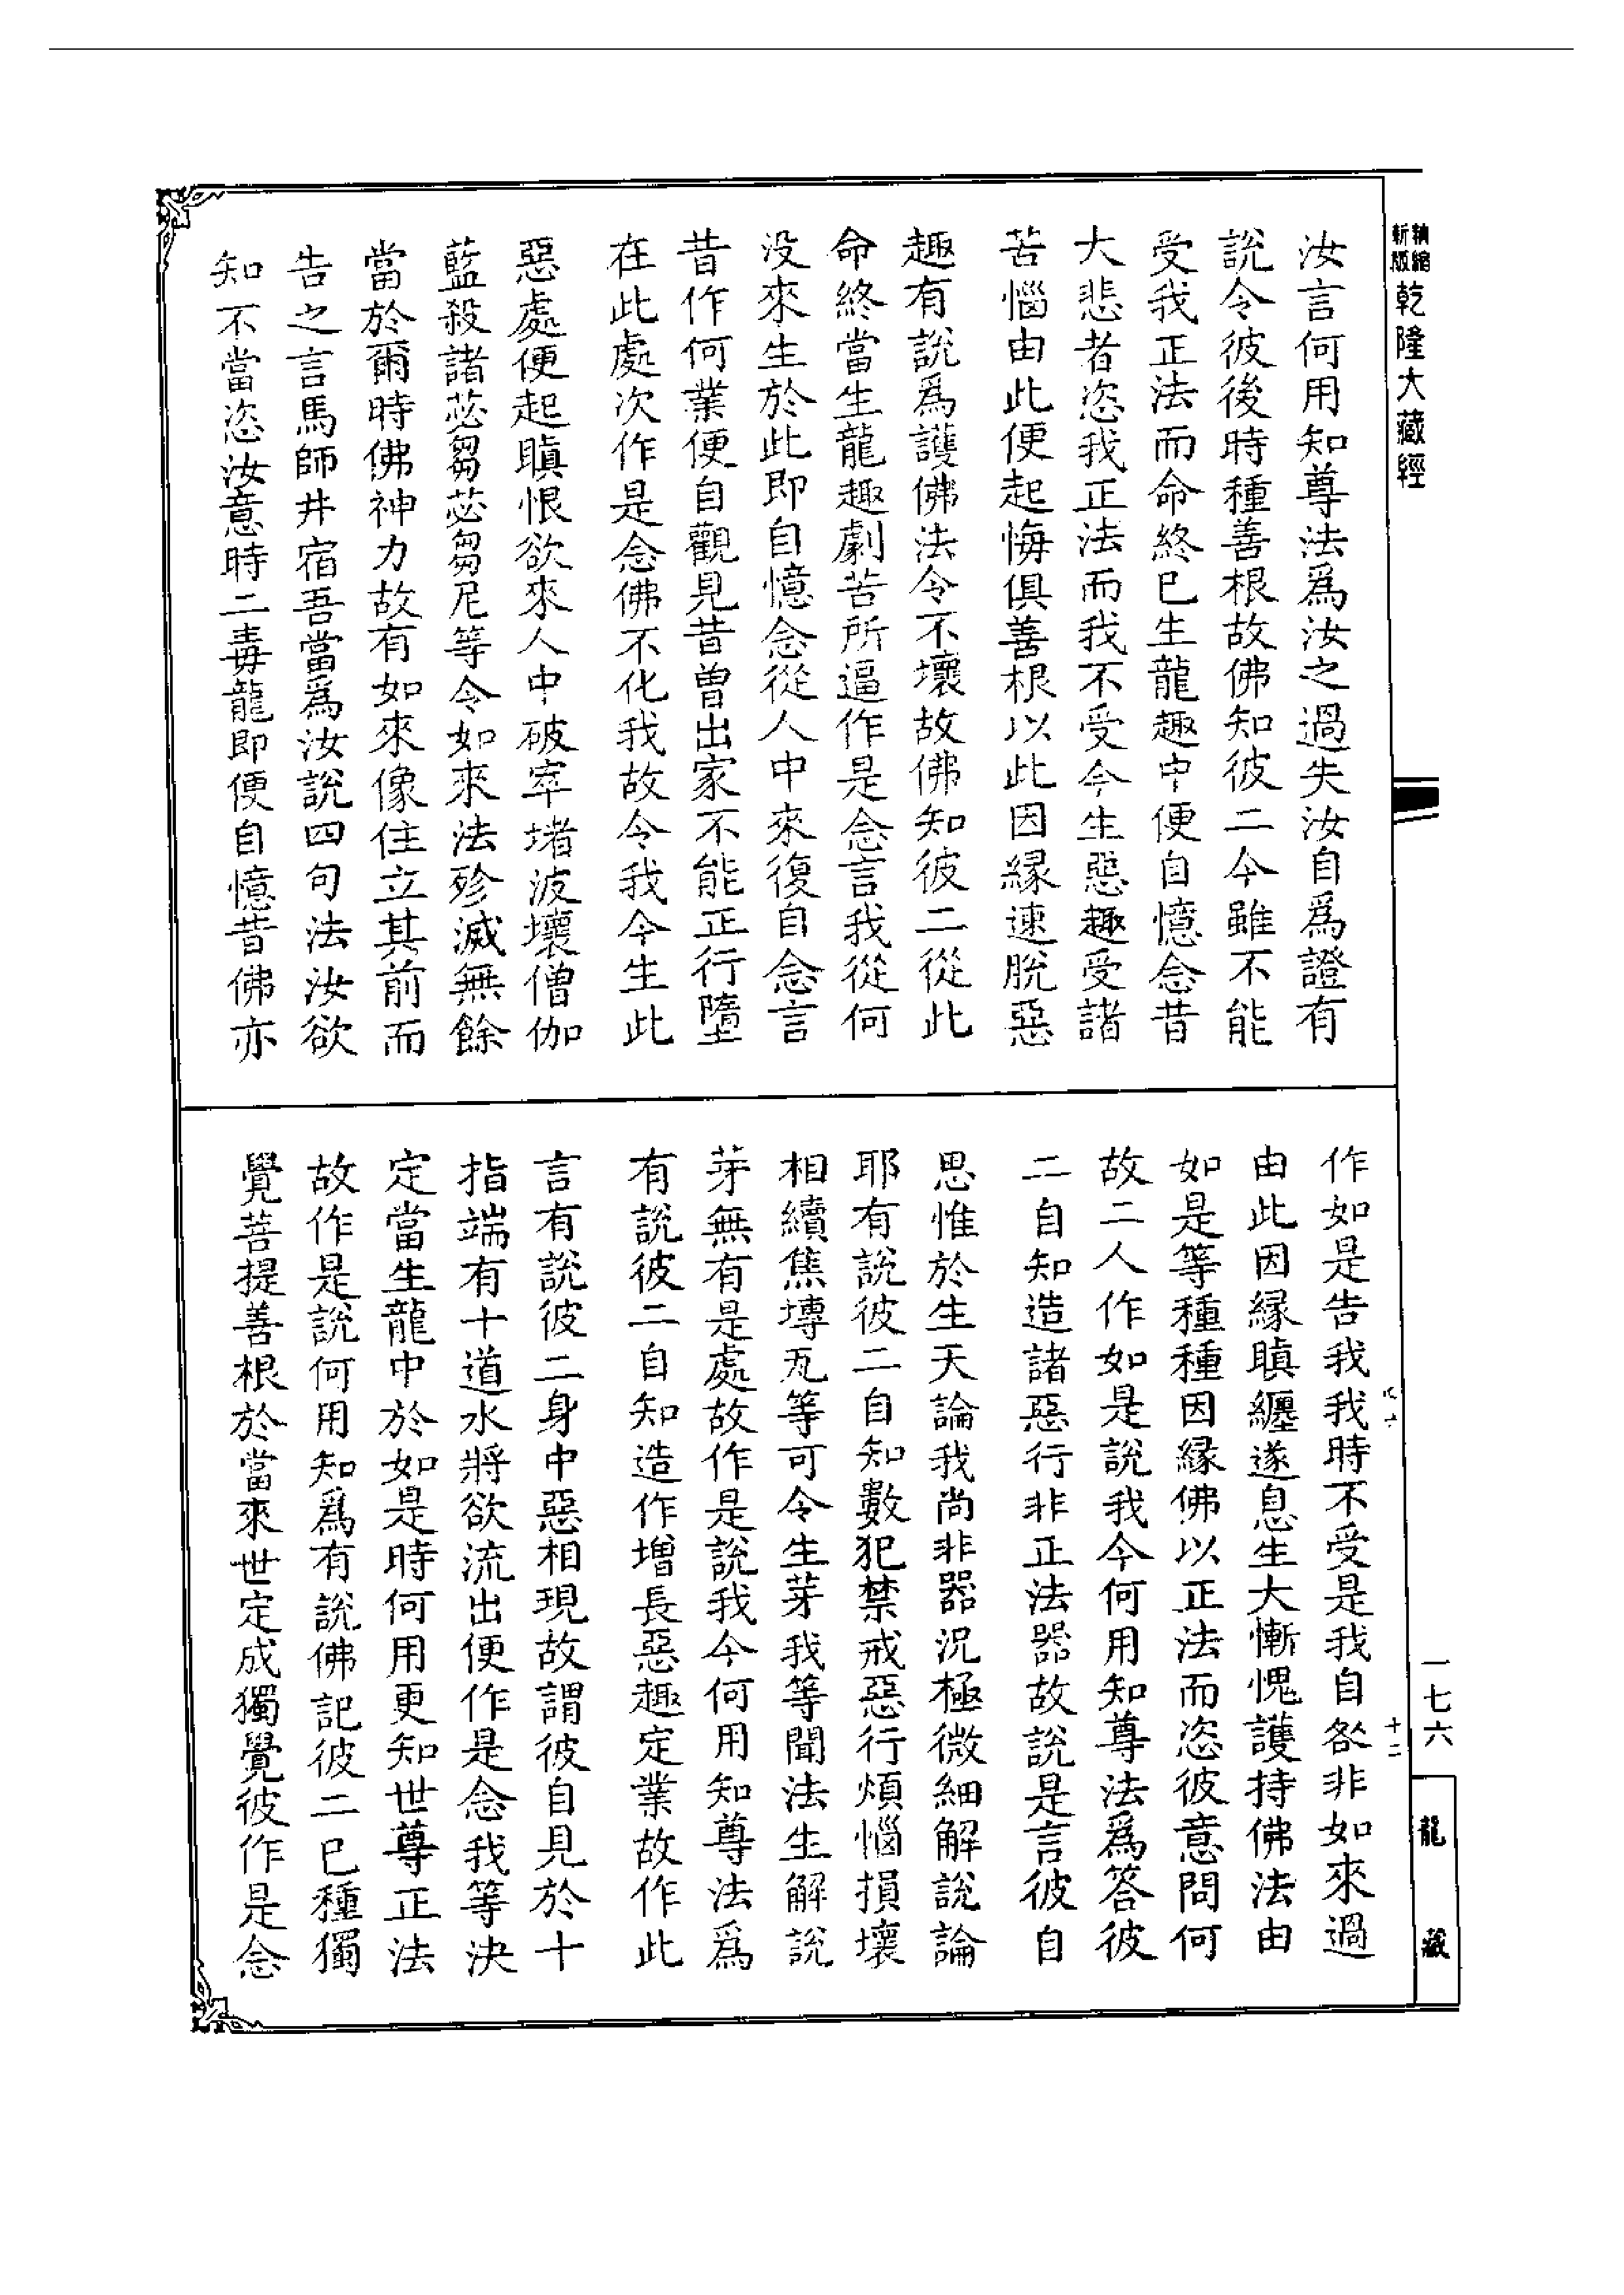 新版
精縮
乾隆大藏經
汝言何用知尊法爲汝之過失汝自爲證有
說令彼後時種善根故佛知彼二今雖不能
受我正法而命終已生龍趣中便自憶念昔
大悲者恣我正法而我不受今生惡趣受諸
苦惱由此便起悔俱善根以此因緣速脫惡
趣有說爲護佛法令不壞故佛知彼二從此
命終當生龍趣劇苦所逼作是念言我從何
没來生於此即自憶念從人中來復自念言
昔作何業便自觀見昔曾出家不能正行墮
在此處次作是念佛不化我故令我今生此
惡處便起瞋恨欲來人中破窣堵波壞僧伽
藍殺諸苾芻苾芻尼等令如來法殄滅無餘
當於爾時佛神力故有如來像住立其前而
告之言馬師井宿吾當爲汝說四句法汝欲
知不當恣汝意時二毒龍即便自憶昔佛亦
作如是告我我時不受是我自咎非如來過
由此因緣瞋纏遂息生大慚愧護持佛法由
如是等種種因緣佛以正法而恣彼意問何
故二人作如是說我今何用知尊法爲答彼
二自知造諸惡行非正法器故說是言彼自
思惟於生天論我尚非器況極微細解說論
耶有說彼二自知數犯禁戒惡行煩惱損壞
相續焦塼瓦等可令生芽我等聞法生解說
芽無有是處故作是說我今何用知尊法爲
有說彼二自知造作增長惡趣定業故作此
言有說彼二身中惡相現故謂彼自見於十
指端有十道水將欲流出便作是念我等決
定當生龍中於如是時何用更知世尊正法
故作是說何用知爲有說佛記彼二已種獨
覺菩提善根於當來世定成獨覺彼作是念
一七六
十二
龍藏